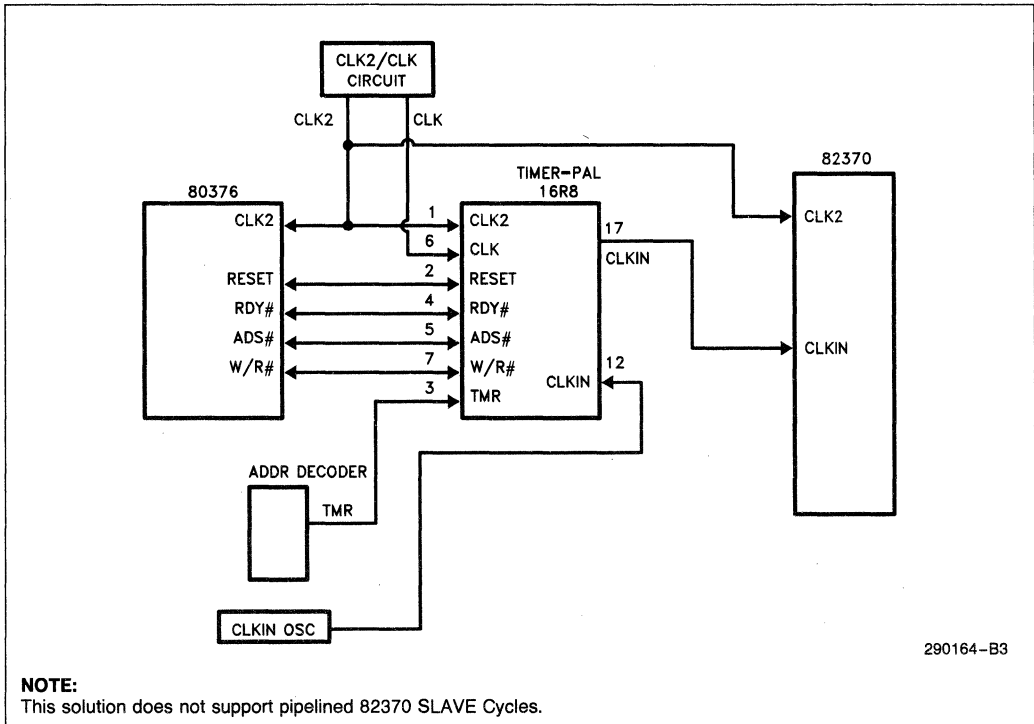 CLK2/CLK
CIRCUIT
CLK2
CLK
82370
TIMER-PAL
16R8
80376
CLK2
1
CLK2
17
CLK2
6
CLK
CLKIN
RESET
2
RESET
RDY#
4
RDY#
ADS#
5
ADS#
CLKIN
W/R#
7
W/R#
CLKIN
12
3
TMR
ADDR DECODER
TMR
CLKIN OSC
290164-B3
NOTE:
This solution does not support pipelined 82370 SLAVE Cycles.